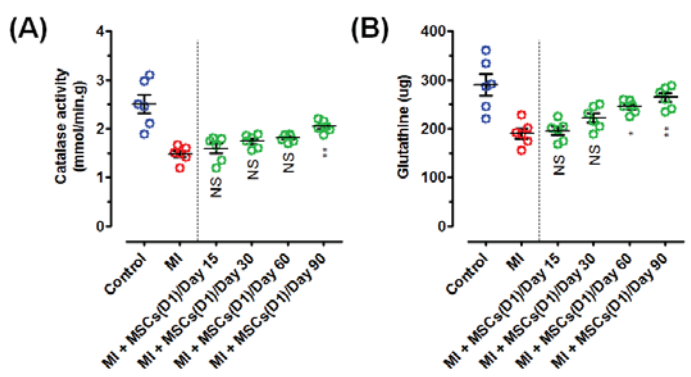 (A)
Catalase activity
(mmol/min.g)
4
3
2
1
0
NS
NS
NS
**
Control
MI
MI + MSCs(D1)/Day 15
MI + MSCs(D1)/Day 30
MI + MSCs(D1)/Day 60
MI + MSCs(D1)/Day 90
(B)
Glutathine (ug)
400
300
200
100
0
NS
NS
*
**
Control
MI
MI + MSCs(D1)/Day 15
MI + MSCs(D1)/Day 30
MI + MSCs(D1)/Day 60
MI + MSCs(D1)/Day 90